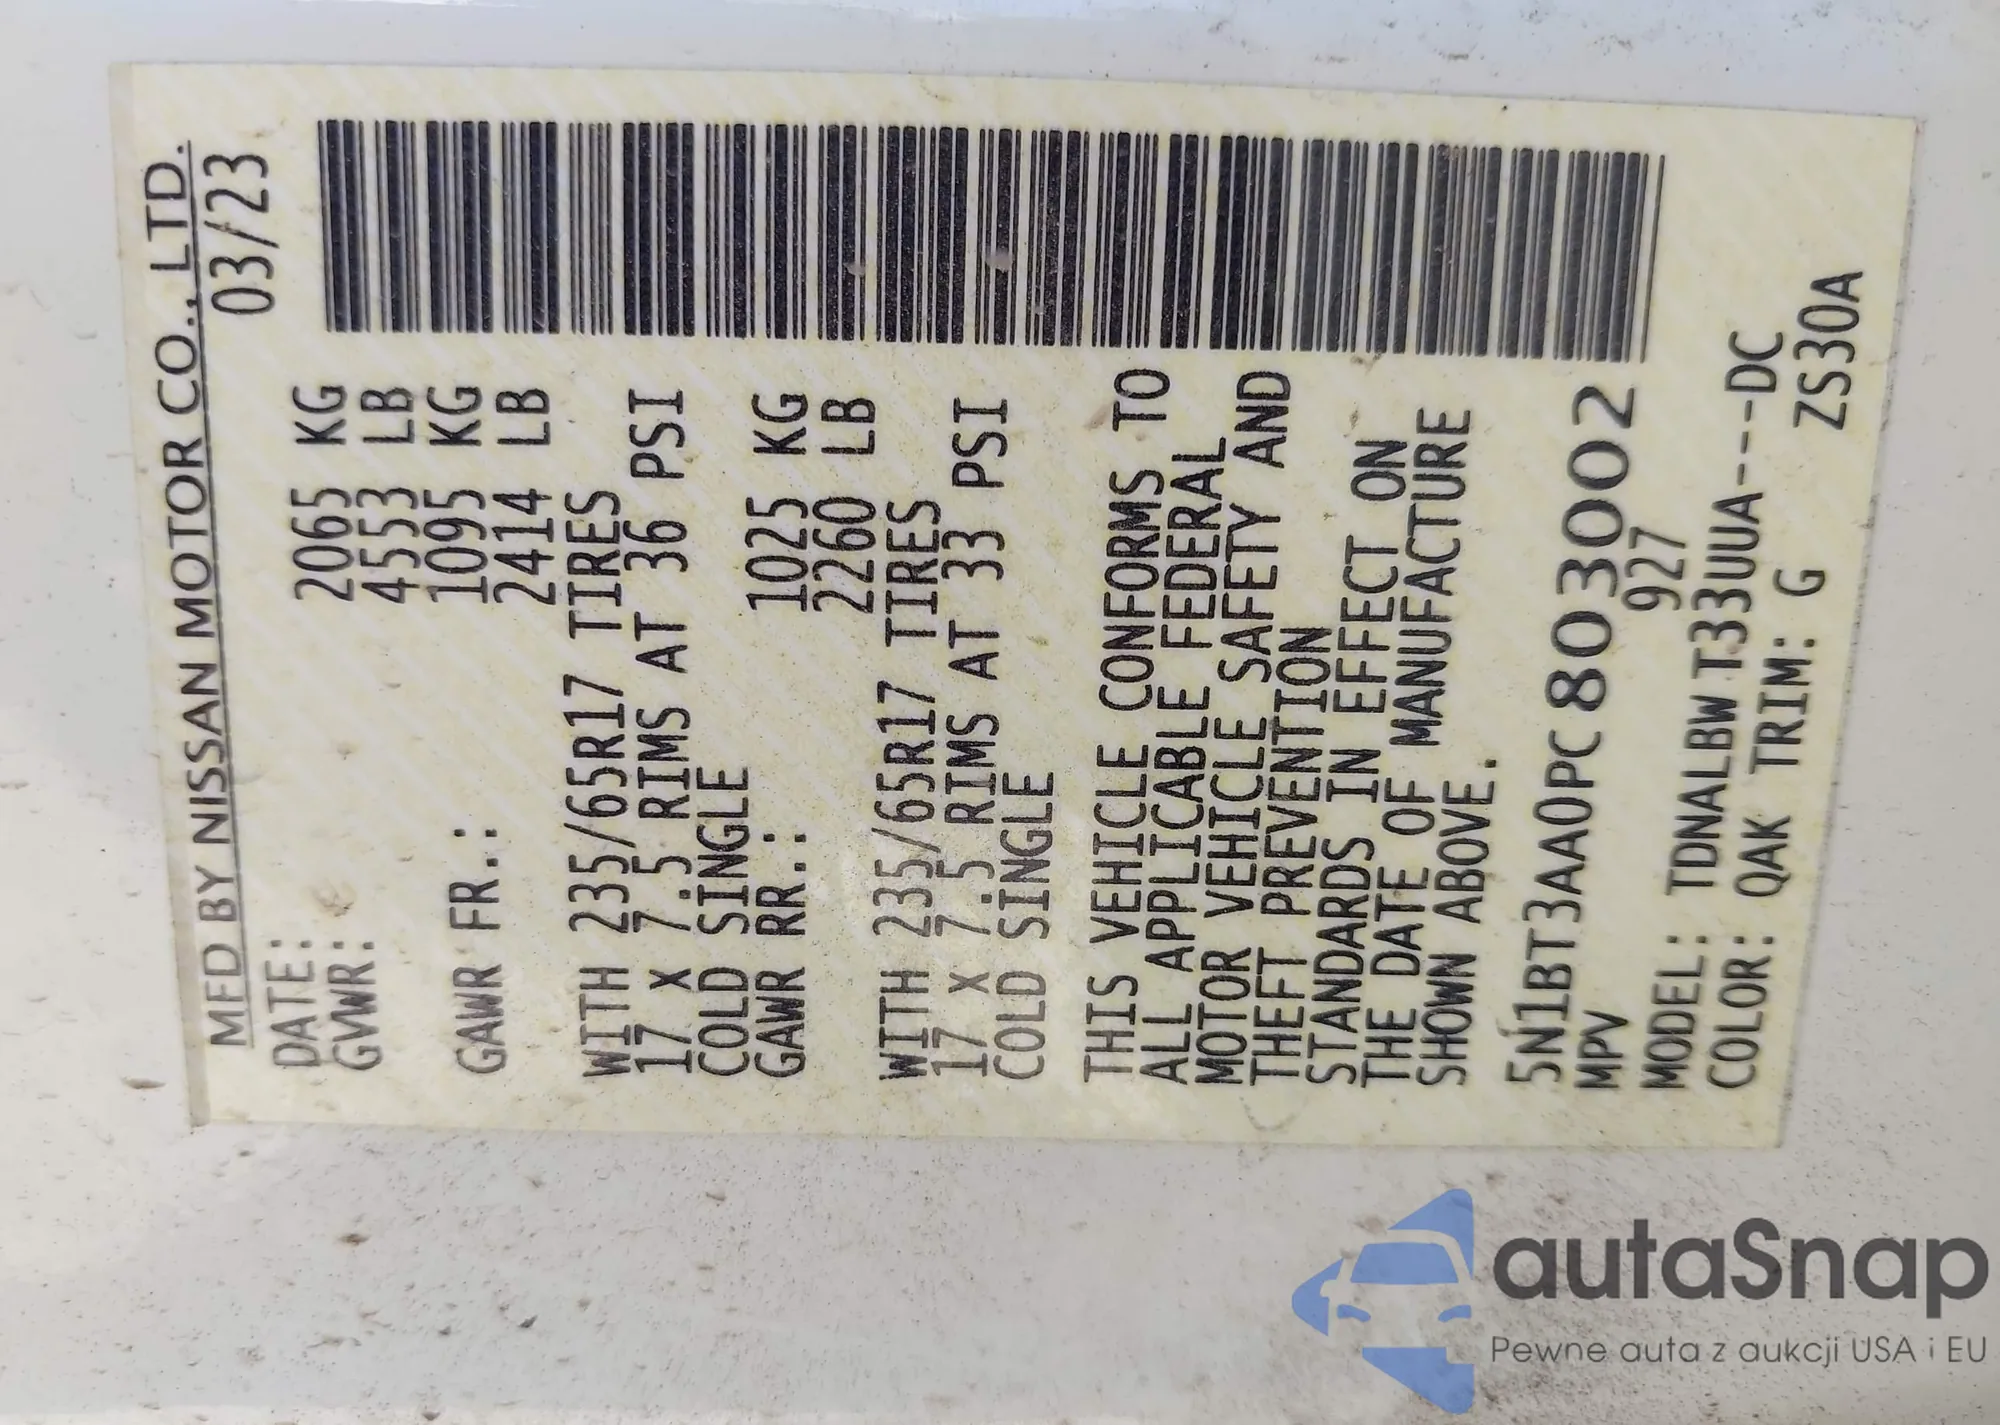 MFD BY NISSAN MOTOR CO., LTD.
DATE: 03/23
GVWR: 2065 KG
4553 LB
GAWR FR.: 1095 KG
2414 LB
WITH 235/65R17 TIRES
17 X 7.5 RIMS AT 36 PSI
COLD SINGLE
GAWR RR.: 1025 KG
2260 LB
WITH 235/65R17 TIRES
17 X 7.5 RIMS AT 33 PSI
COLD SINGLE
THIS VEHICLE CONFORMS TO
ALL APPLICABLE FEDERAL
MOTOR VEHICLE SAFETY AND
THEFT PREVENTION
STANDARDS IN EFFECT ON
THE DATE OF MANUFACTURE
SHOWN ABOVE.
5N1BT3AA0PC803002
MPV 927
MODEL: TDNALBWT33UUA---DC
COLOR: QAK TRIM: G ZS30A
autaSnap
Pewne auta z aukcji USA i EU